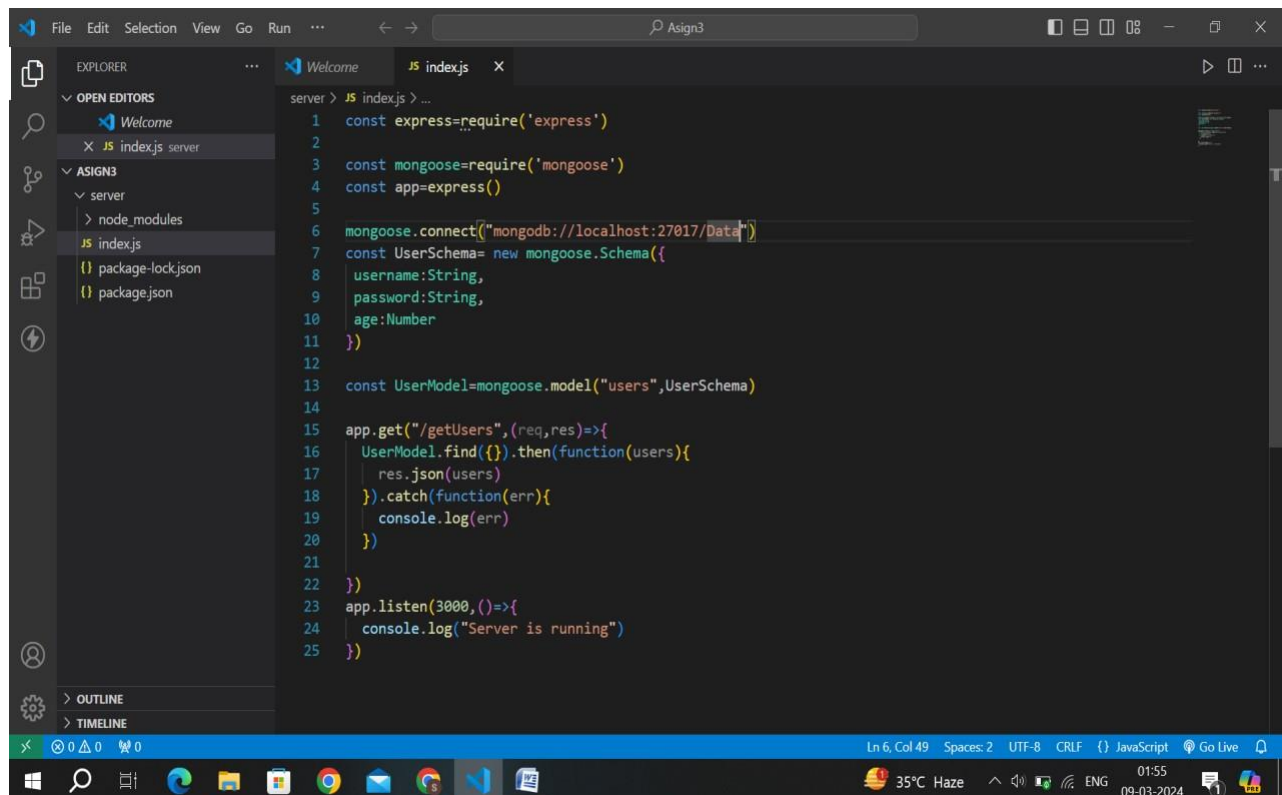 File Edit Selection View Go Run ··· Asign3
EXPLORER ···
OPEN EDITORS
Welcome
JS index.js server
ASIGN3
server
node_modules
JS index.js
{} package-lock.json
{} package.json
OUTLINE
TIMELINE
Welcome JS index.js
server > JS index.js > ...
1 const express=require('express')
2
3 const mongoose=require('mongoose')
4 const app=express()
5
6 mongoose.connect("mongodb://localhost:27017/Data")
7 const UserSchema= new mongoose.Schema({
8 username:String,
9 password:String,
10 age:Number
11 })
12
13 const UserModel=mongoose.model("users",UserSchema)
14
15 app.get("/getUsers",(req,res)=>{
16 UserModel.find({}).then(function(users){
17 res.json(users)
18 }).catch(function(err){
19 console.log(err)
20 })
21
22 })
23 app.listen(3000,()=>{
24 console.log("Server is running")
25 })
0 0 0 Ln 6, Col 49 Spaces: 2 UTF-8 CRLF {} JavaScript Go Live
35°C Haze ENG 01:55
09-03-2024
1
PRE